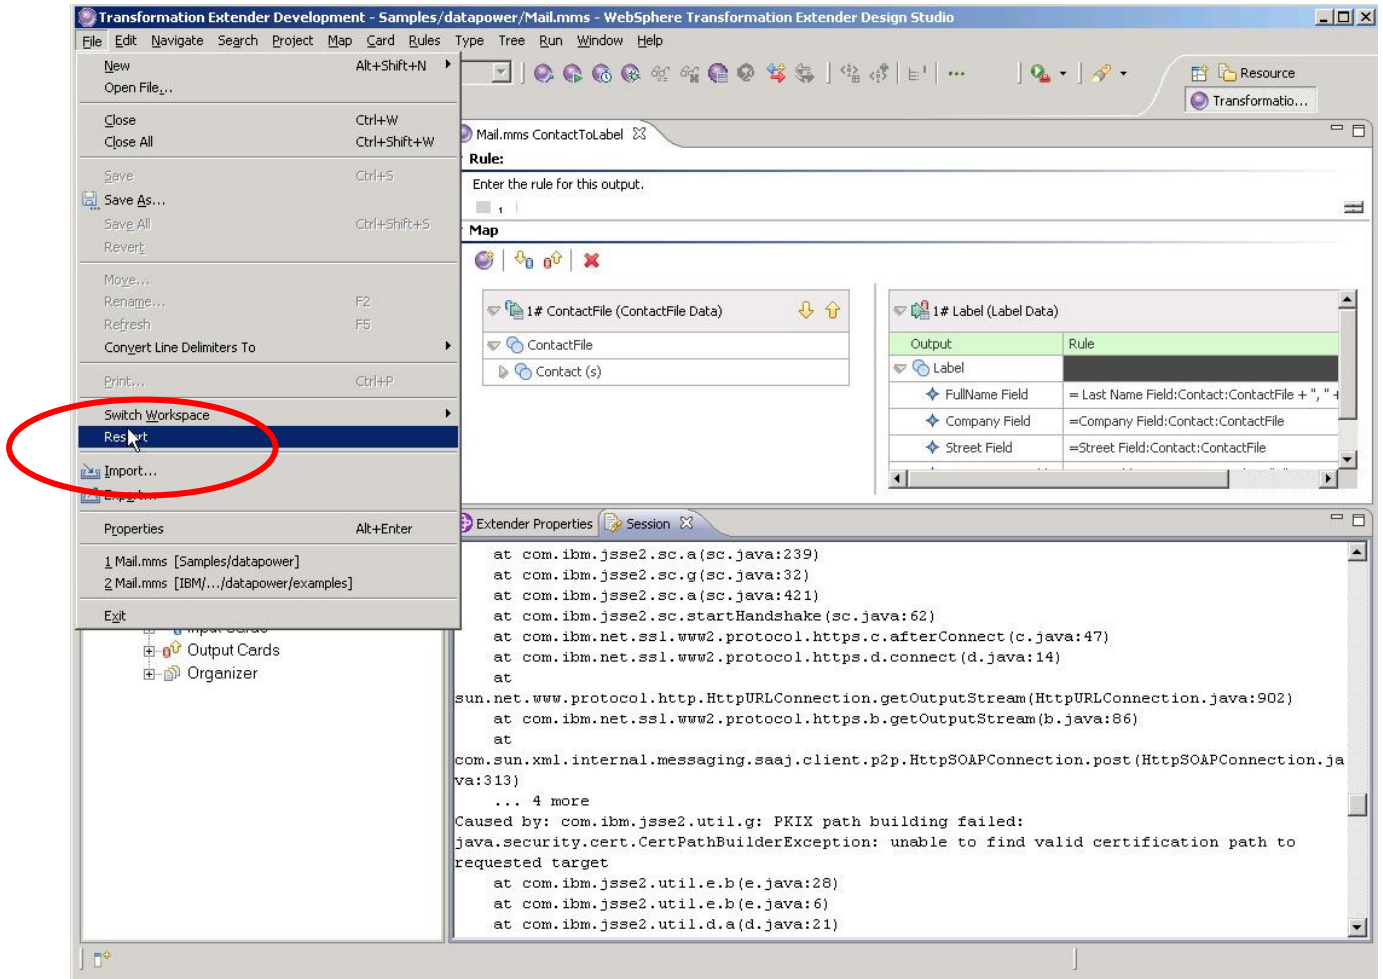 Transformation Extender Development - Samples/datapower/Mail.mms - WebSphere Transformation Extender Design Studio
File Edit Navigate Search Project Map Card Rules Type Tree Run Window Help
New Alt+Shift+N
Open File...
Close Ctrl+W
Close All Ctrl+Shift+W
Save Ctrl+S
Save As...
Save All Ctrl+Shift+S
Revert
Move...
Rename... F2
Refresh F5
Convert Line Delimiters To
Print... Ctrl+P
Switch Workspace
Restart
Import...
Export...
Properties Alt+Enter
1 Mail.mms [Samples/datapower]
2 Mail.mms [IBM/.../datapower/examples]
Exit
Input Cards
Output Cards
Organizer
Resource
Transformatio...
Mail.mms ContactToLabel
Rule:
Enter the rule for this output.
1
Map
1# ContactFile (ContactFile Data)
ContactFile
Contact (s)
1# Label (Label Data)
Output Rule
Label
FullName Field = Last Name Field:Contact:ContactFile + ", " +
Company Field =Company Field:Contact:ContactFile
Street Field =Street Field:Contact:ContactFile
Extender Properties Session
at com.ibm.jsse2.sc.a(sc.java:239)
at com.ibm.jsse2.sc.g(sc.java:32)
at com.ibm.jsse2.sc.a(sc.java:421)
at com.ibm.jsse2.sc.startHandshake(sc.java:62)
at com.ibm.net.ssl.www2.protocol.https.c.afterConnect(c.java:47)
at com.ibm.net.ssl.www2.protocol.https.d.connect(d.java:14)
at
sun.net.www.protocol.http.HttpURLConnection.getOutputStream(HttpURLConnection.java:902)
at com.ibm.net.ssl.www2.protocol.https.b.getOutputStream(b.java:86)
at
com.sun.xml.internal.messaging.saaj.client.p2p.HttpSOAPConnection.post(HttpSOAPConnection.ja
va:313)
... 4 more
Caused by: com.ibm.jsse2.util.g: PKIX path building failed:
java.security.cert.CertPathBuilderException: unable to find valid certification path to
requested target
at com.ibm.jsse2.util.e.b(e.java:28)
at com.ibm.jsse2.util.e.b(e.java:6)
at com.ibm.jsse2.util.d.a(d.java:21)